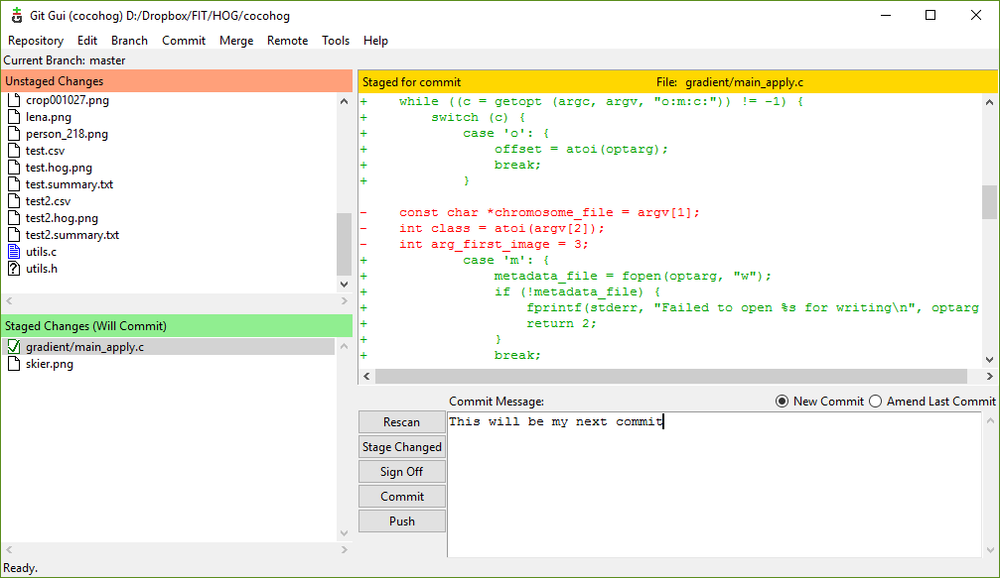 Git Gui (cocohog) D:/Dropbox/FIT/HOG/cocohog
Repository Edit Branch Commit Merge Remote Tools Help
Current Branch: master
Unstaged Changes
crop001027.png
lena.png
person_218.png
test.csv
test.hog.png
test.summary.txt
test2.csv
test2.hog.png
test2.summary.txt
utils.c
utils.h
Staged Changes (Will Commit)
gradient/main_apply.c
skier.png
Staged for commit File: gradient/main_apply.c
+    while ((c = getopt (argc, argv, "o:m:c:")) != -1) {
+        switch (c) {
+            case 'o': {
+                offset = atoi(optarg);
+                break;
+            }
-    const char *chromosome_file = argv[1];
-    int class = atoi(argv[2]);
-    int arg_first_image = 3;
+            case 'm': {
+                metadata_file = fopen(optarg, "w");
+                if (!metadata_file) {
+                    fprintf(stderr, "Failed to open %s for writing\n", optarg
+                    return 2;
+                }
+                break;
Commit Message: New Commit Amend Last Commit
Rescan
Stage Changed
Sign Off
Commit
Push
This will be my next commit
Ready.